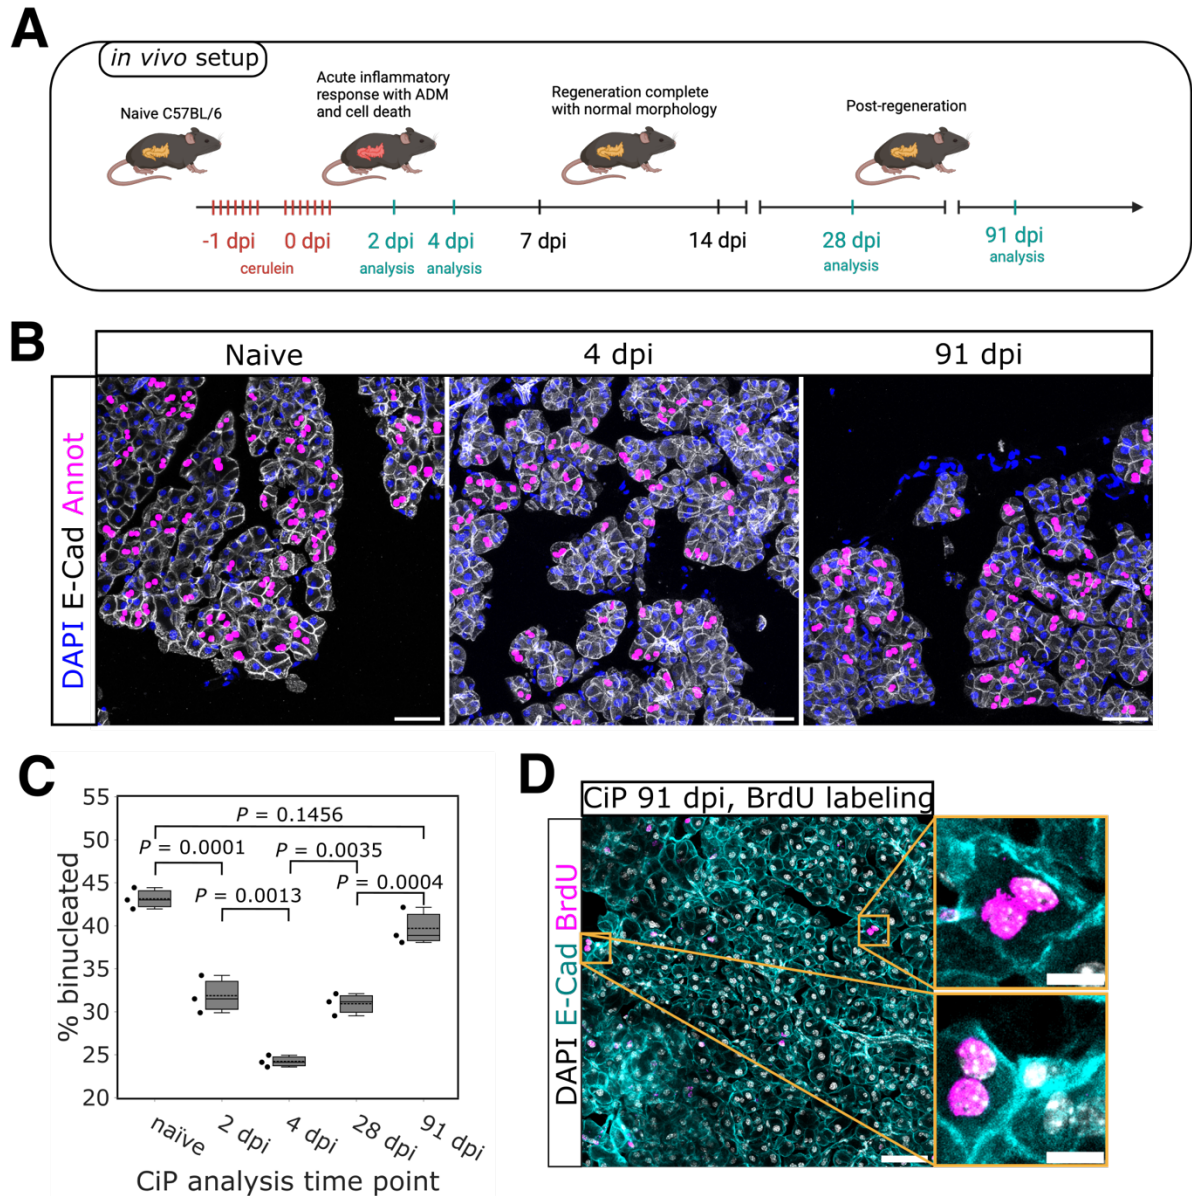 A
in vivo setup
Naive C57BL/6
Acute inflammatory
response with ADM
and cell death
Regeneration complete
with normal morphology
Post-regeneration
-1 dpi
0 dpi
2 dpi
4 dpi
7 dpi
14 dpi
28 dpi
91 dpi
cerulein
analysis
analysis
analysis
analysis
B
Naive
4 dpi
91 dpi
DAPI E-Cad Annot
C
% binucleated
55
50
45
40
35
30
25
20
P = 0.1456
P = 0.0001
P = 0.0035
P = 0.0013
P = 0.0004
naïve
2 dpi
4 dpi
28 dpi
91 dpi
CiP analysis time point
D
CiP 91 dpi, BrdU labeling
DAPI E-Cad BrdU